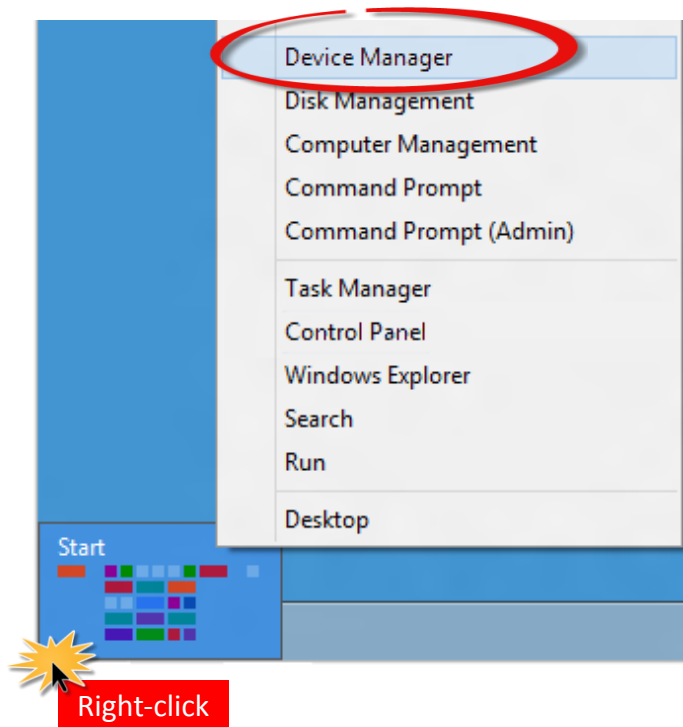 Device Manager
Disk Management
Computer Management
Command Prompt
Command Prompt (Admin)
Task Manager
Control Panel
Windows Explorer
Search
Run
Desktop
Start
Right-click